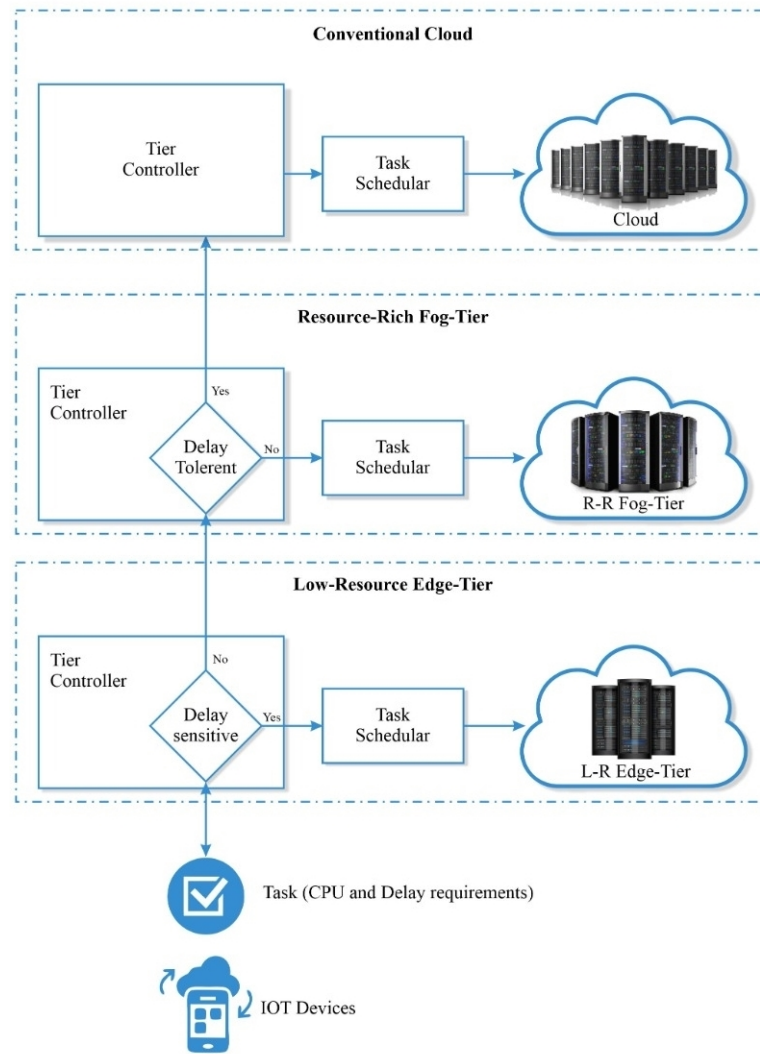 Conventional Cloud
Tier
Controller
Task
Schedular
Cloud
Resource-Rich Fog-Tier
Tier
Controller
Yes
Delay
Tolerent
No
Task
Schedular
R-R Fog-Tier
Low-Resource Edge-Tier
Tier
Controller
No
Delay
sensitive
Yes
Task
Schedular
L-R Edge-Tier
Task (CPU and Delay requirements)
IOT Devices